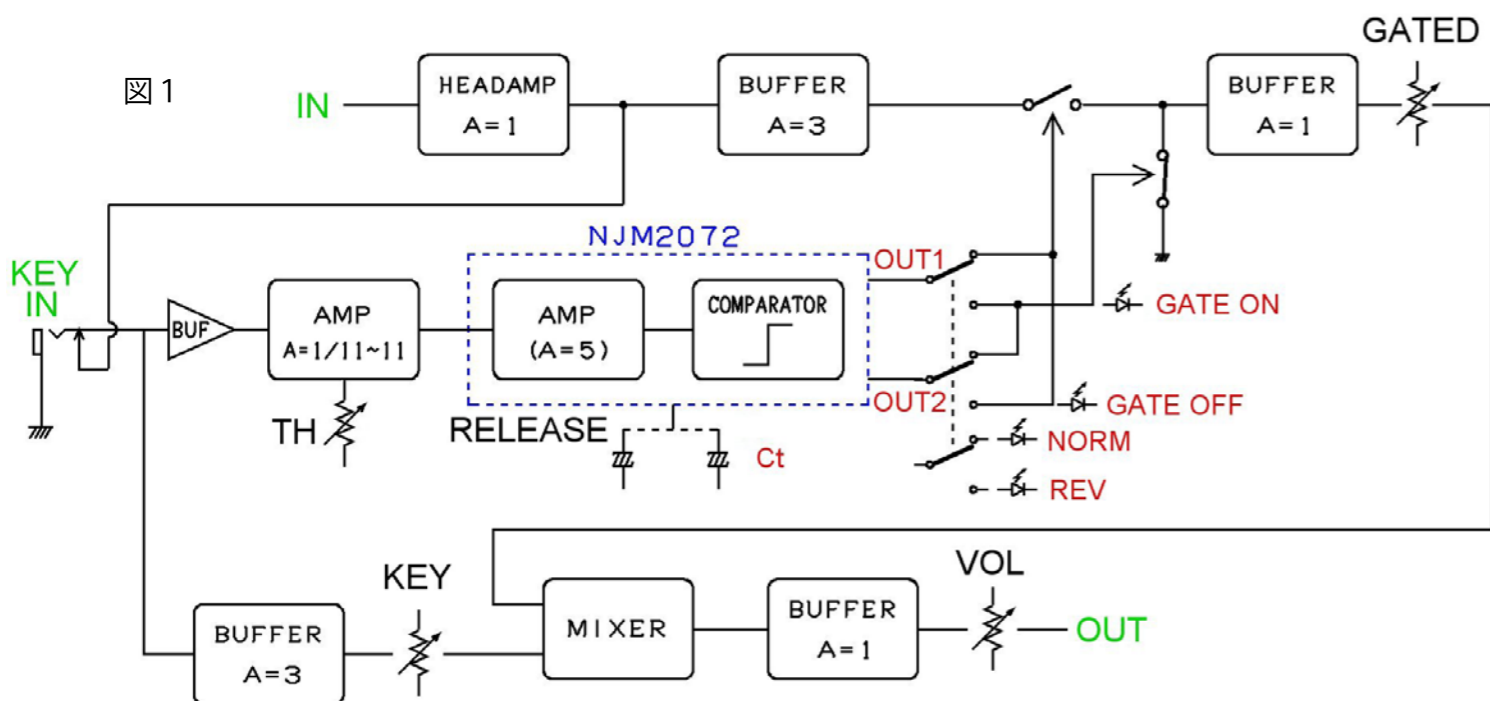 図1
GATED
IN
HEADAMP
A=1
BUFFER
A=3
BUFFER
A=1
NJM2072
KEY
IN
BUF
AMP
A=1/11~11
AMP
(A=5)
COMPARATOR
OUT1
GATE ON
TH
RELEASE
Ct
OUT2
GATE OFF
NORM
REV
KEY
VOL
BUFFER
A=3
MIXER
BUFFER
A=1
OUT